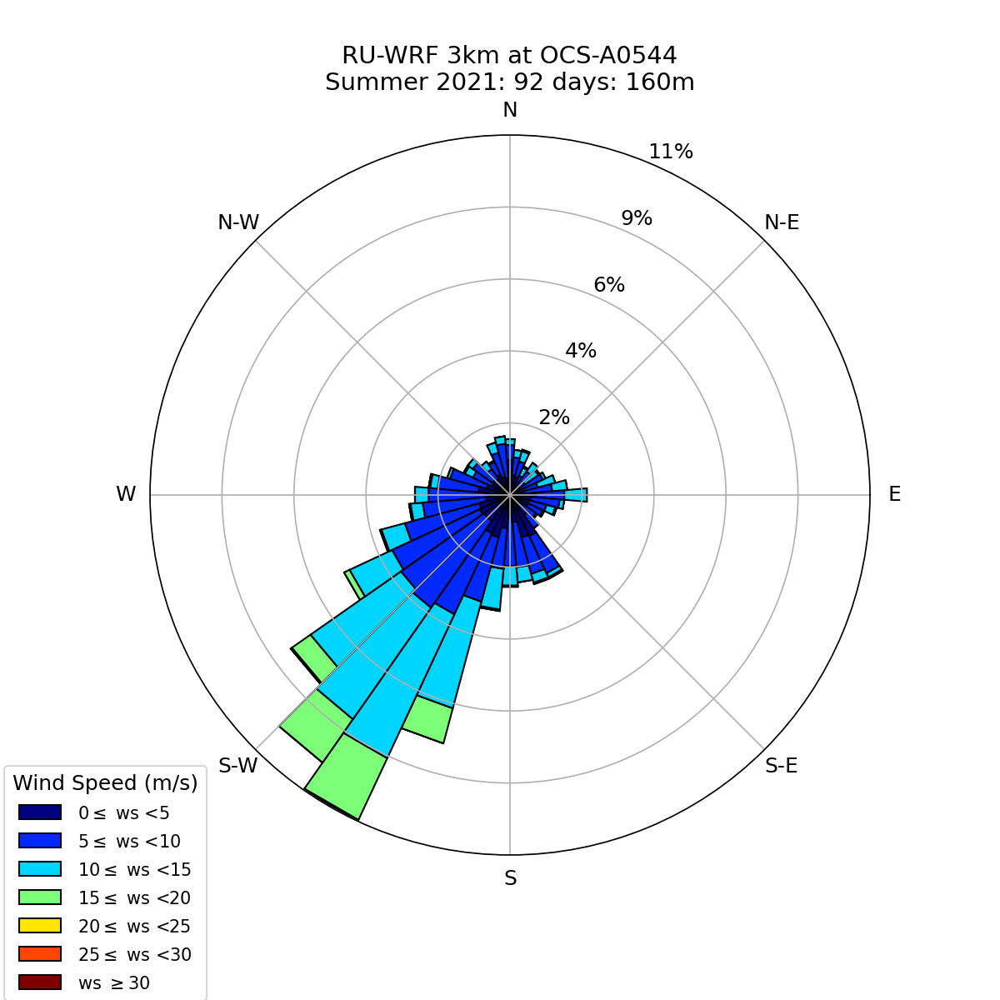 RU-WRF 3km at OCS-A0544
Summer 2021: 92 days: 160m
N
11%
N-W
9%
N-E
6%
4%
2%
W
E
S-W
S-E
S
Wind Speed (m/s)
0≤ ws <5
5≤ ws <10
10≤ ws <15
15≤ ws <20
20≤ ws <25
25≤ ws <30
ws ≥30